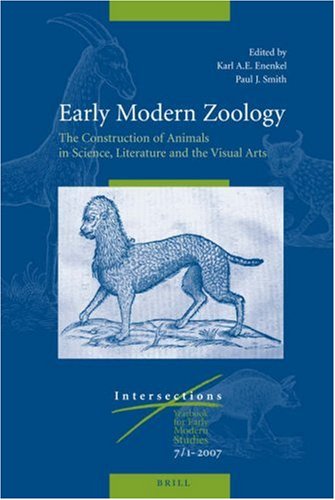 Edited by
Karl A.E. Enenkel
Paul J. Smith
Early Modern Zoology
The Construction of Animals
in Science, Literature and the Visual Arts
Intersections
Yearbook for Early
Modern
Studies
7/1-2007
BRILL